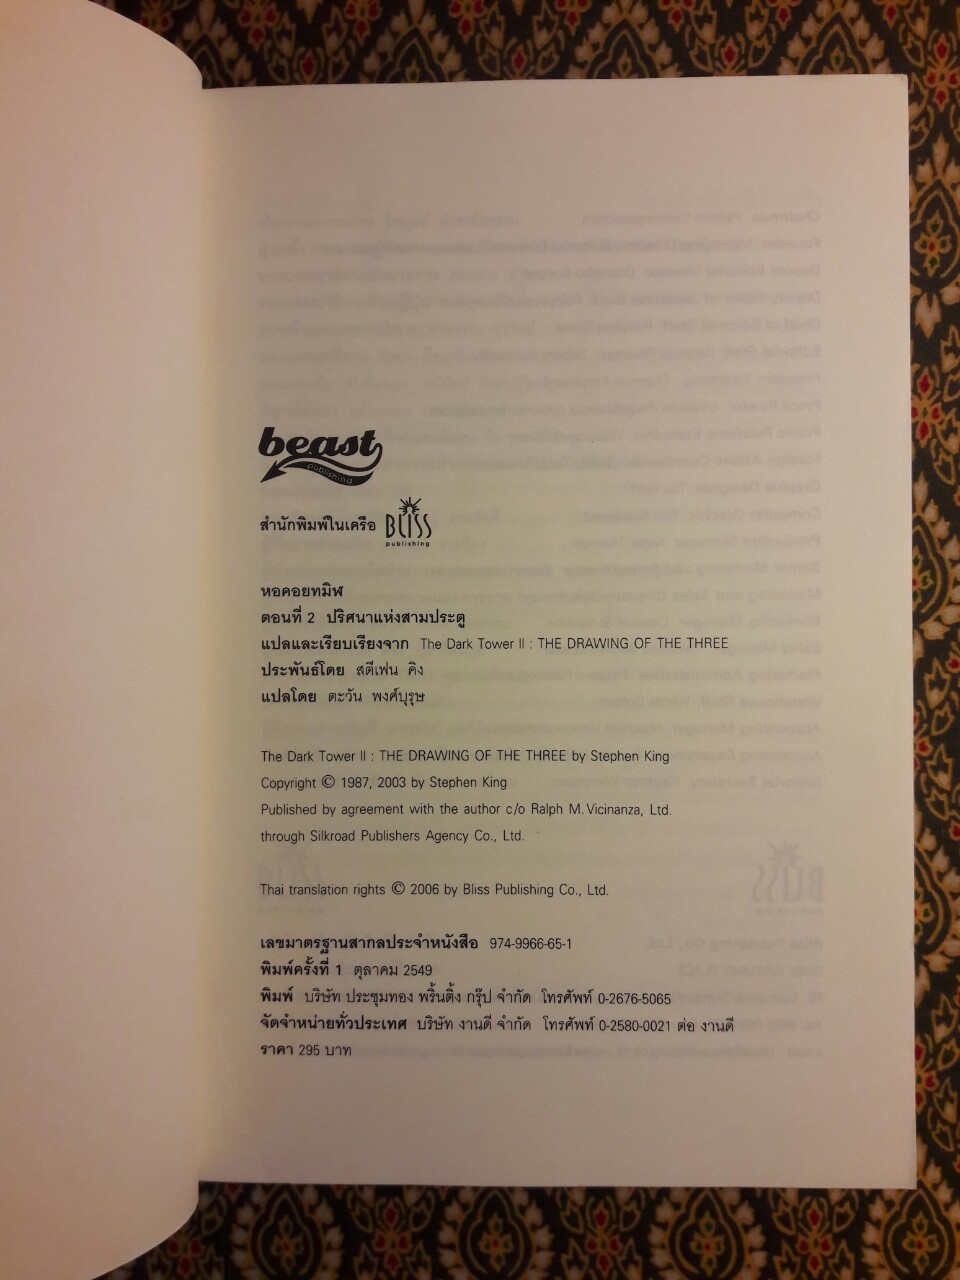 beast
publishing
สำนักพิมพ์ในเครือ BLISS
publishing
หอคอยทมิฬ
ตอนที่ 2 ปริศนาแห่งสามประตู
แปลและเรียบเรียงจาก The Dark Tower II : THE DRAWING OF THE THREE
ประพันธ์โดย สตีเฟน คิง
แปลโดย ตะวัน พงศ์บุรุษ
The Dark Tower II : THE DRAWING OF THE THREE by Stephen King
Copyright © 1987, 2003 by Stephen King
Published by agreement with the author c/o Ralph M. Vicinanza, Ltd.
through Silkroad Publishers Agency Co., Ltd.
Thai translation rights © 2006 by Bliss Publishing Co., Ltd.
เลขมาตรฐานสากลประจำหนังสือ 974-9966-65-1
พิมพ์ครั้งที่ 1 ตุลาคม 2549
พิมพ์ บริษัท ประชุมทอง พริ้นติ้ง กรุ๊ป จำกัด โทรศัพท์ 0-2676-5065
จัดจำหน่ายทั่วประเทศ บริษัท งานดี จำกัด โทรศัพท์ 0-2580-0021 ต่อ งานดี
ราคา 295 บาท